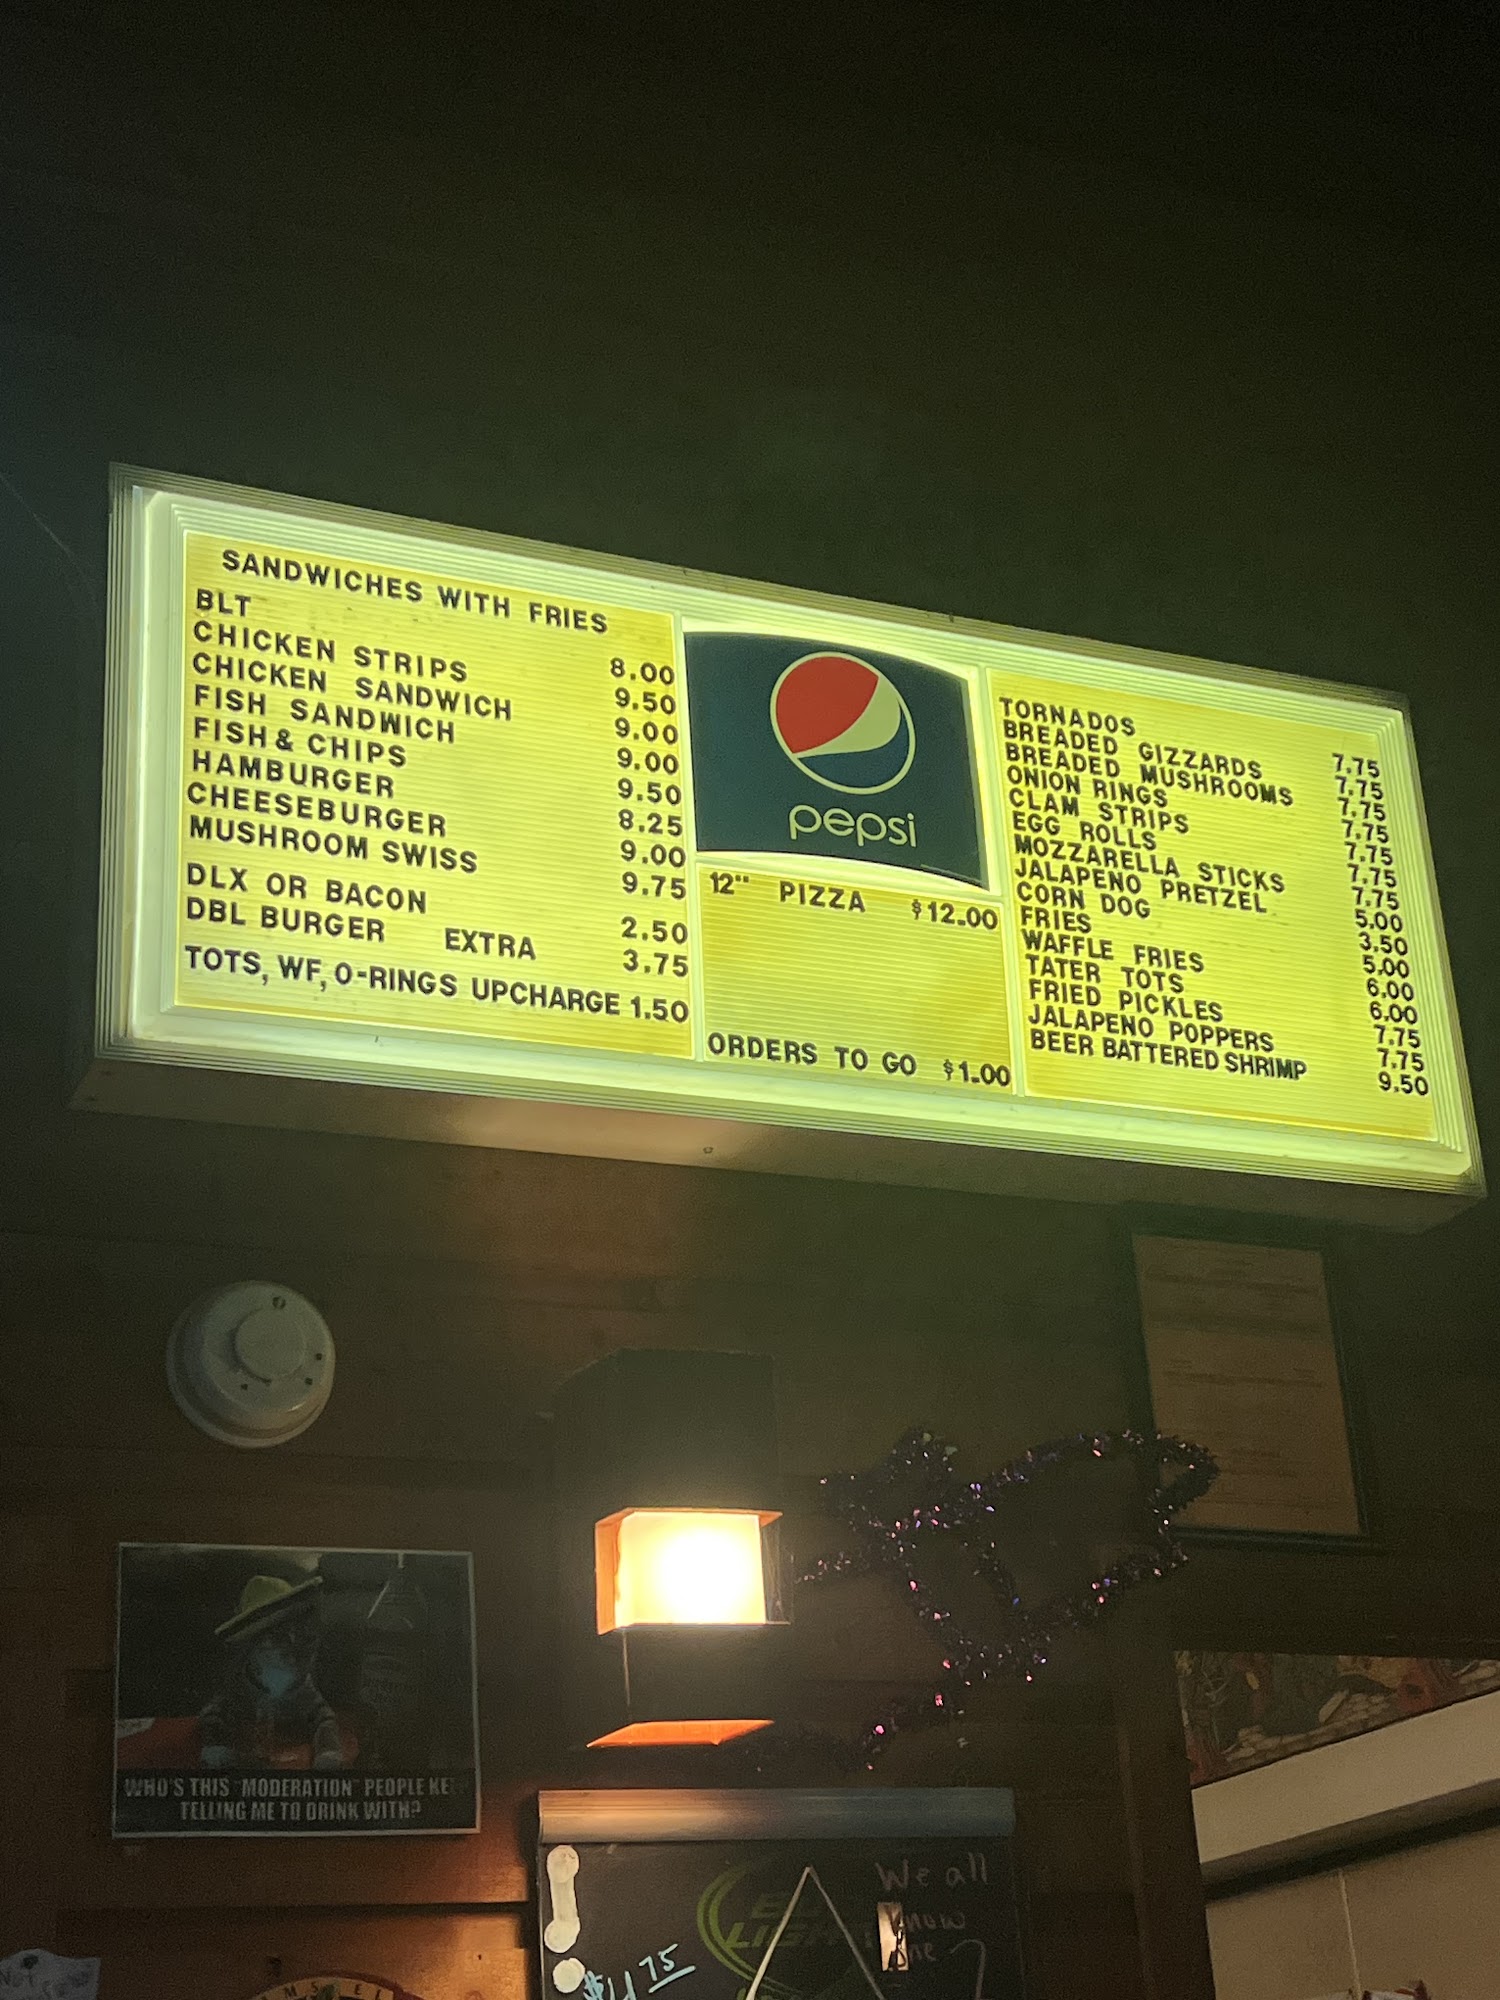 SANDWICHES WITH FRIES
BLT 8.00
CHICKEN STRIPS 9.50
CHICKEN SANDWICH 9.00
FISH SANDWICH 9.00
FISH & CHIPS 9.50
HAMBURGER 8.25
CHEESEBURGER 9.00
MUSHROOM SWISS 9.75
DLX OR BACON 2.50
DBL BURGER EXTRA 3.75
TOTS, WF, O-RINGS UPCHARGE 1.50
pepsi
12" PIZZA $12.00
ORDERS TO GO $1.00
TORNADOS 7.75
BREADED GIZZARDS 7.75
BREADED MUSHROOMS 7.75
ONION RINGS 7.75
CLAM STRIPS 7.75
EGG ROLLS 7.75
MOZZARELLA STICKS 7.75
JALAPENO PRETZEL 5.00
CORN DOG 3.50
FRIES 5.00
WAFFLE FRIES 6.00
TATER TOTS 6.00
FRIED PICKLES 7.75
JALAPENO POPPERS 7.75
BEER BATTERED SHRIMP 9.50
WHO'S THIS "MODERATION" PEOPLE
TELLING ME TO DRINK WITH?
We all
LIGHT
$4.75